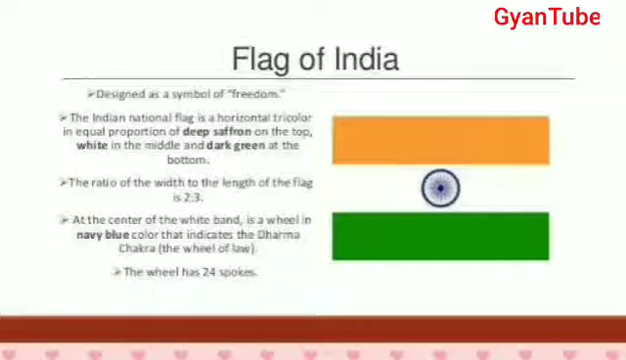 GyanTube
Flag of India
➢Designed as a symbol of "freedom."
➢The Indian national flag is a horizontal tricolor
in equal proportion of deep saffron on the top,
white in the middle and dark green at the
bottom.
➢The ratio of the width to the length of the flag
is 2:3.
➢ At the center of the white band, is a wheel in
navy blue color that indicates the Dharma
Chakra (the wheel of law).
➢The wheel has 24 spokes.